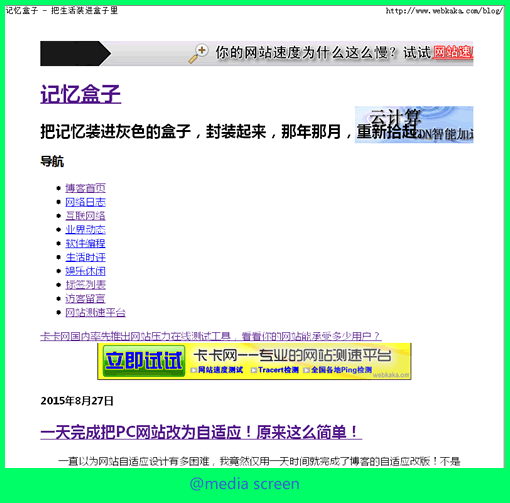 记忆盒子 - 把生活装进盒子里 http://www.webkaka.com/blog/
你的网站速度为什么这么慢？试试 网站速
记忆盒子
云计算
把记忆装进灰色的盒子，封装起来，那年那月，重新拾起
CDN智能加速
导航
博客首页
网络日志
互联网络
业界动态
软件编程
生活时评
娱乐休闲
标签列表
访客留言
网站测速平台
卡卡网国内率先推出网站压力在线测试工具，看看你的网站能承受多少用户？
立即试试 卡卡网-专业的网站测速平台
网站速度测试 Tracert检测 全国各地Ping检测
webkaka.com
2015年8月27日
一天完成把PC网站改为自适应！原来这么简单！
一直以为网站自适应设计有多困难，我竟然仅用一天时间就完成了博客的自适应改版！不是
@media screen